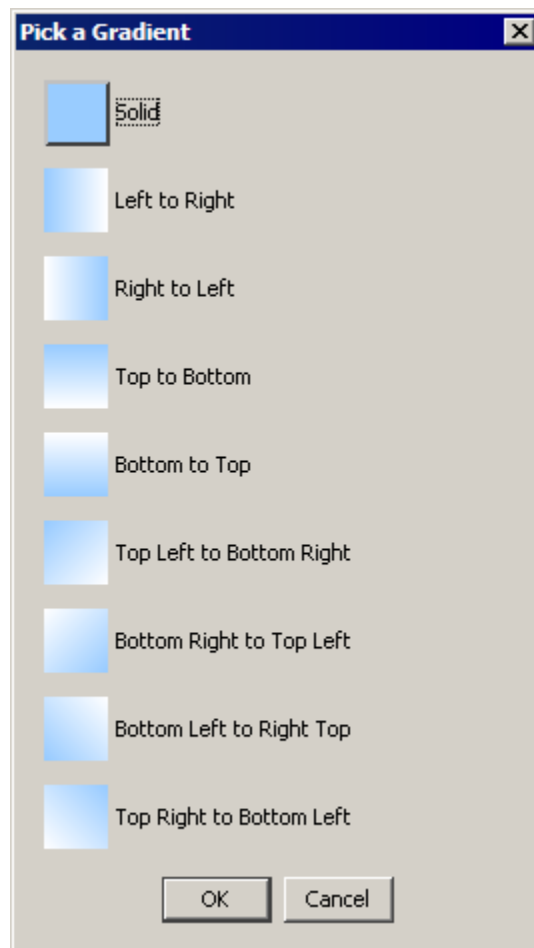 Pick a Gradient
Solid
Left to Right
Right to Left
Top to Bottom
Bottom to Top
Top Left to Bottom Right
Bottom Right to Top Left
Bottom Left to Right Top
Top Right to Bottom Left
OK Cancel